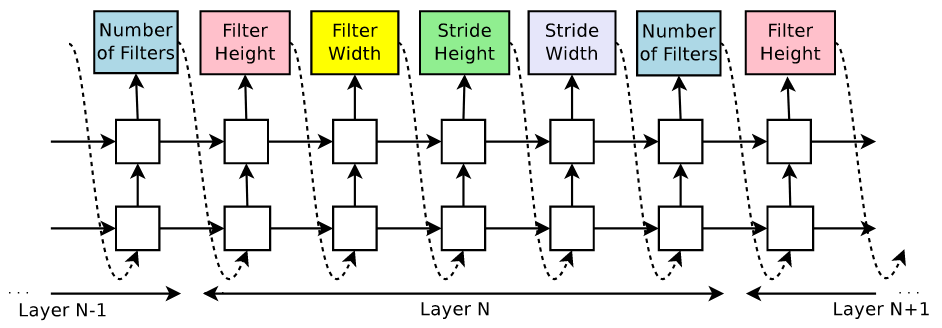 Number
of Filters
Filter
Height
Filter
Width
Stride
Height
Stride
Width
Number
of Filters
Filter
Height
...
Layer N-1
Layer N
...
Layer N+1